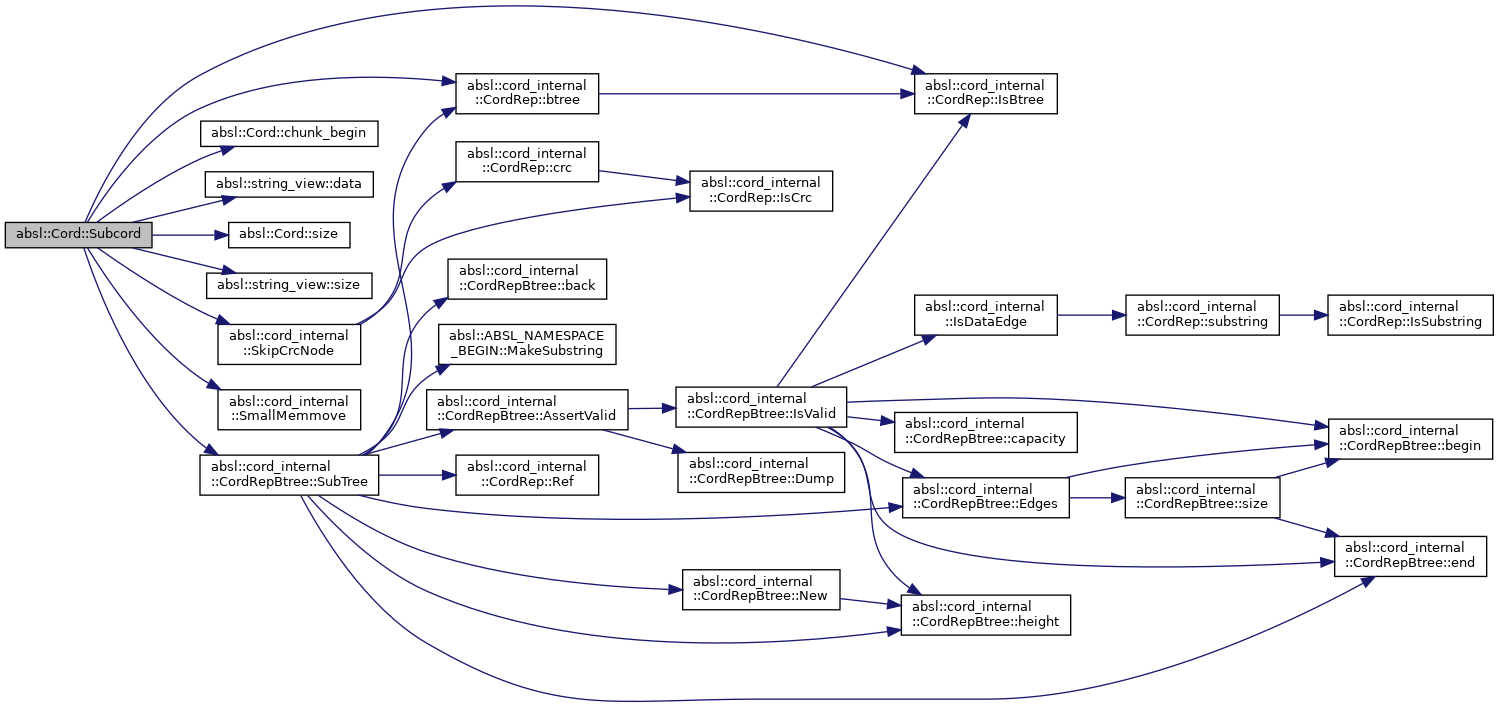 absl::Cord::Subcord
absl::Cord::chunk_begin
absl::string_view::data
absl::Cord::size
absl::string_view::size
absl::cord_internal
::SkipCrcNode
absl::cord_internal
::SmallMemmove
absl::cord_internal
::CordRepBtree::SubTree
absl::cord_internal
::CordRep::btree
absl::cord_internal
::CordRep::crc
absl::cord_internal
::CordRepBtree::back
absl::ABSL_NAMESPACE
_BEGIN::MakeSubstring
absl::cord_internal
::CordRepBtree::AssertValid
absl::cord_internal
::CordRep::Ref
absl::cord_internal
::CordRep::IsCrc
absl::cord_internal
::CordRepBtree::IsValid
absl::cord_internal
::CordRepBtree::Dump
absl::cord_internal
::CordRepBtree::New
absl::cord_internal
::CordRep::IsBtree
absl::cord_internal
::IsDataEdge
absl::cord_internal
::CordRepBtree::capacity
absl::cord_internal
::CordRepBtree::Edges
absl::cord_internal
::CordRepBtree::height
absl::cord_internal
::CordRep::substring
absl::cord_internal
::CordRepBtree::size
absl::cord_internal
::CordRep::IsSubstring
absl::cord_internal
::CordRepBtree::begin
absl::cord_internal
::CordRepBtree::end